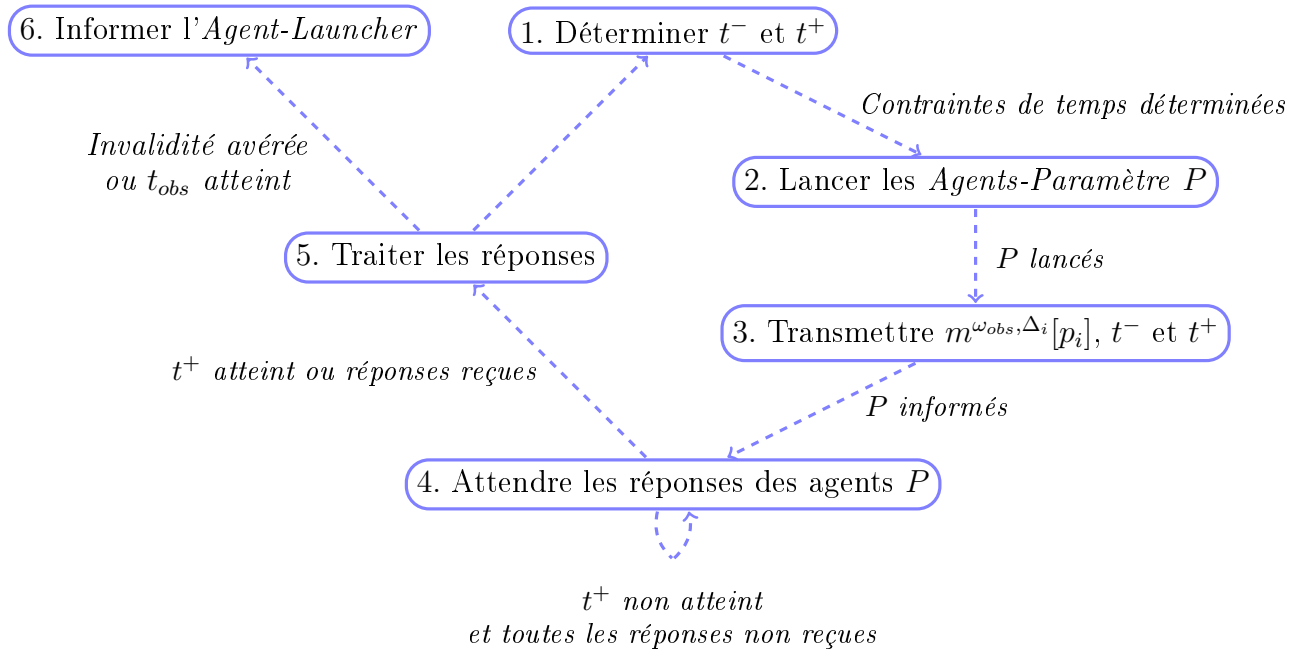 6. Informer l'Agent-Launcher
1. Déterminer t⁻ et t⁺
Contraintes de temps déterminées
Invalidité avérée
ou t_obs atteint
2. Lancer les Agents-Paramètre P
5. Traiter les réponses
P lancés
3. Transmettre m^{ω_obs,Δ_i}[p_i], t⁻ et t⁺
t⁺ atteint ou réponses reçues
P informés
4. Attendre les réponses des agents P
t⁺ non atteint
et toutes les réponses non reçues